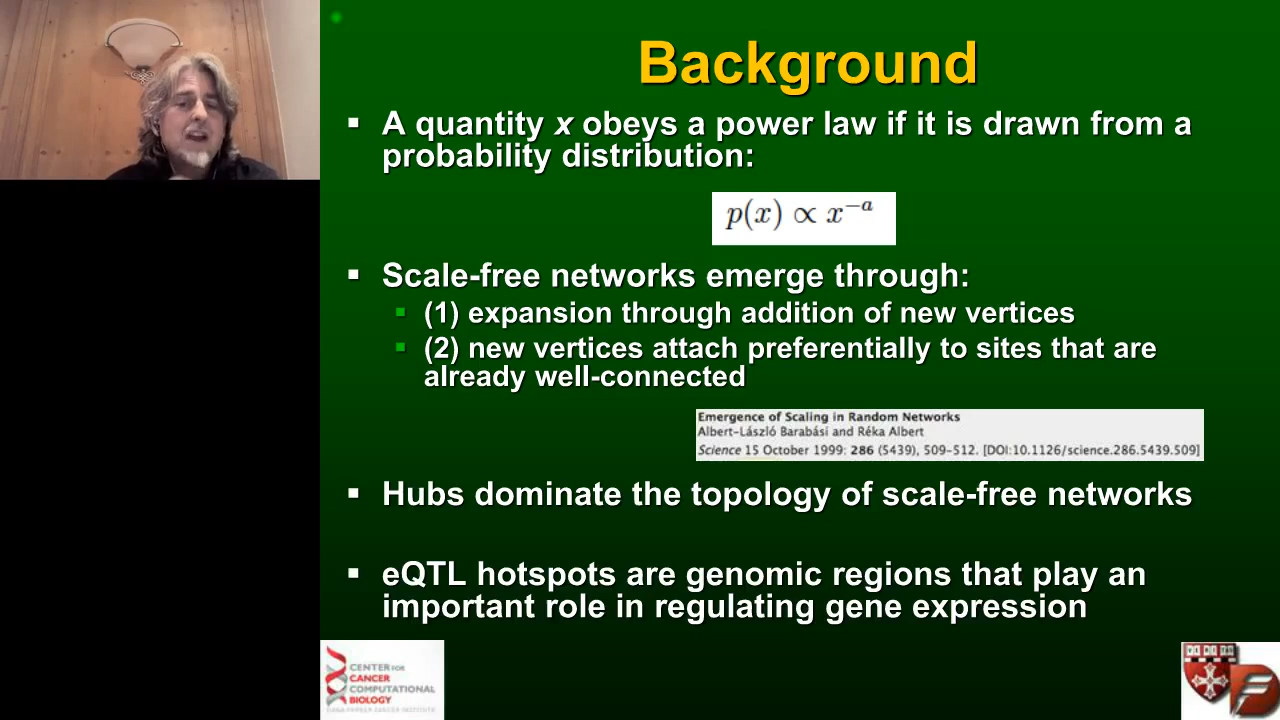 Background
▪ A quantity x obeys a power law if it is drawn from a
probability distribution:
p(x) ∝ x^{-a}
▪ Scale-free networks emerge through:
▪ (1) expansion through addition of new vertices
▪ (2) new vertices attach preferentially to sites that are
already well-connected
Emergence of Scaling in Random Networks
Albert-László Barabási and Réka Albert
Science 15 October 1999: 286 (5439), 509-512. [DOI:10.1126/science.286.5439.509]
▪ Hubs dominate the topology of scale-free networks
▪ eQTL hotspots are genomic regions that play an
important role in regulating gene expression
CENTER FOR
CANCER
COMPUTATIONAL
BIOLOGY